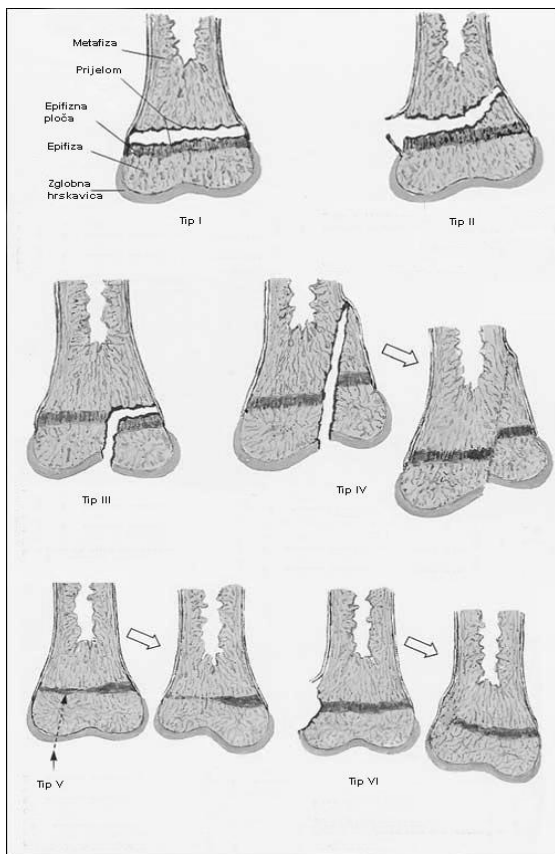 Metafiza
Prijelom
Epifizna
ploča
Epifiza
Zglobna
hrskavica
Tip I
Tip II
Tip III
Tip IV
Tip V
Tip VI